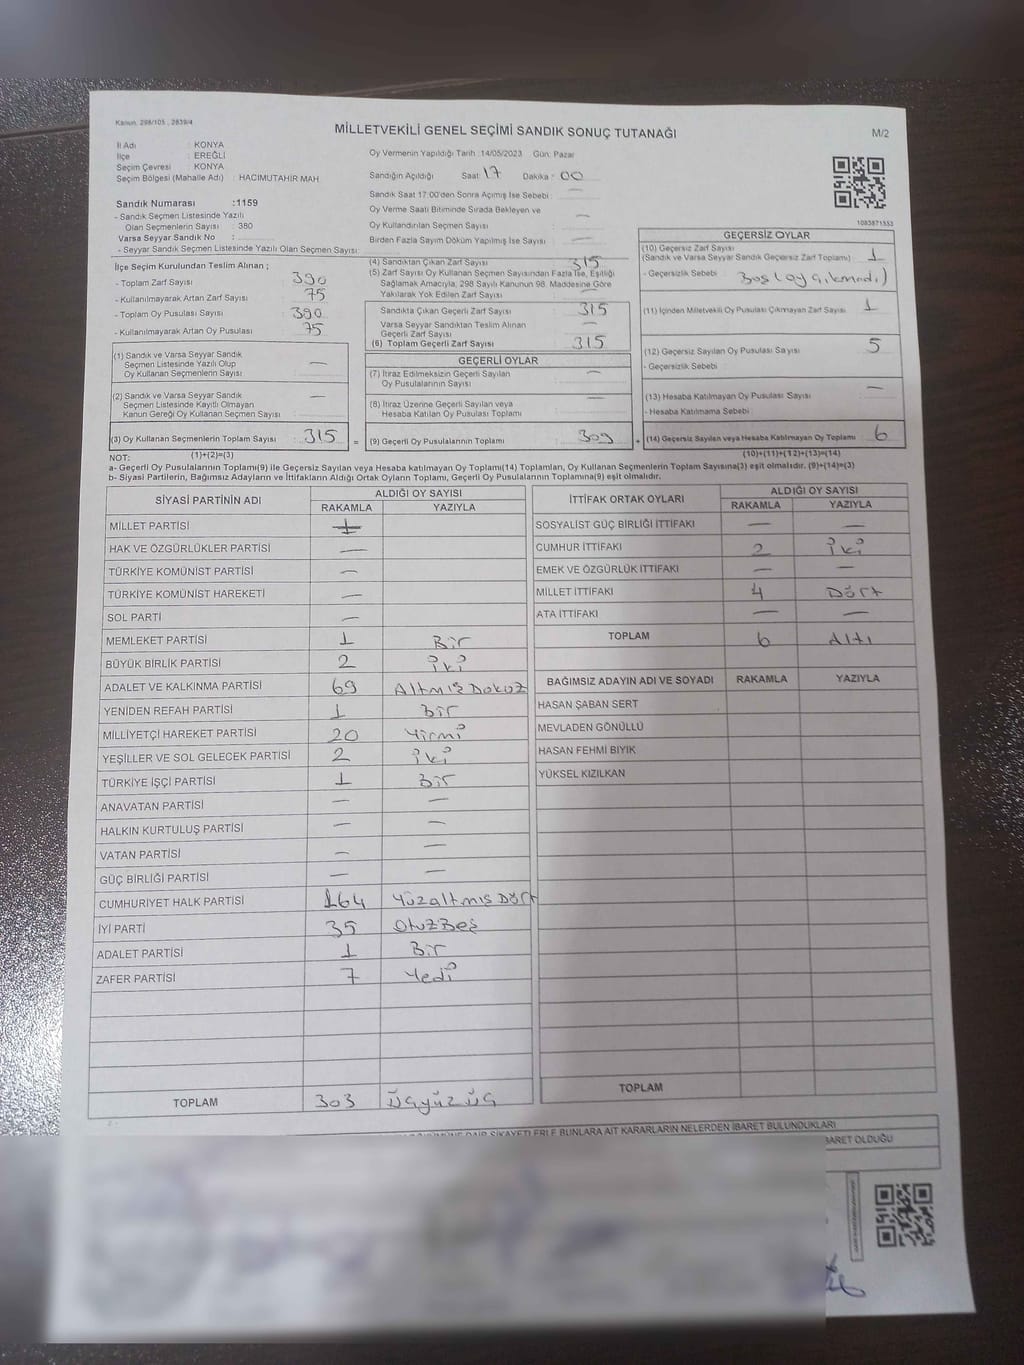 Kanun. 298/105 , 2839/4
MİLLETVEKİLİ GENEL SEÇİMİ SANDIK SONUÇ TUTANAĞI
M/2
İl Adı : KONYA
İlçe : EREĞLİ
Seçim Çevresi : KONYA
Seçim Bölgesi (Mahalle Adı) : HACIMUTAHİR MAH.
Oy Vermenin Yapıldığı Tarih :14/05/2023 Gün: Pazar
Sandığın Açıldığı Saat: 17 Dakika : 00
Sandık Saat 17:00'den Sonra Açımış İse Sebebi : —
Oy Verme Saati Bitiminde Sırada Bekleyen ve
Oy Kullandırılan Seçmen Sayısı : —
Birden Fazla Sayım Döküm Yapılmış İse Sayısı : —
Sandık Numarası :1159
- Sandık Seçmen Listesinde Yazılı
Olan Seçmenlerin Sayısı : 380
Varsa Seyyar Sandık No :
- Seyyar Sandık Seçmen Listesinde Yazılı Olan Seçmen Sayısı:
1083871553
İlçe Seçim Kurulundan Teslim Alınan ;
- Toplam Zarf Sayısı : 390
- Kullanılmayarak Artan Zarf Sayısı : 75
- Toplam Oy Pusulası Sayısı : 390
- Kullanılmayarak Artan Oy Pusulası : 75
(1) Sandık ve Varsa Seyyar Sandık
Seçmen Listesinde Yazılı Olup
Oy Kullanan Seçmenlerin Sayısı : —
(2) Sandık ve Varsa Seyyar Sandık
Seçmen Listesinde Kayıtlı Olmayan
Kanun Gereği Oy Kullanan Seçmen Sayısı : —
(3) Oy Kullanan Seçmenlerin Toplam Sayısı : 315 =
(1)+(2)=(3)
(4) Sandıktan Çıkan Zarf Sayısı : 315
(5) Zarf Sayısı Oy Kullanan Seçmen Sayısından Fazla İse, Eşitliği
Sağlamak Amacıyla, 298 Sayılı Kanunun 98. Maddesine Göre
Yakılarak Yok Edilen Zarf Sayısı : —
Sandıkta Çıkan Geçerli Zarf Sayısı : 315
Varsa Seyyar Sandıktan Teslim Alınan
Geçerli Zarf Sayısı : —
(6) Toplam Geçerli Zarf Sayısı : 315
GEÇERLİ OYLAR
(7) İtiraz Edilmeksizin Geçerli Sayılan
Oy Pusulalarının Sayısı : —
(8) İtiraz Üzerine Geçerli Sayılan veya
Hesaba Katılan Oy Pusulası Toplamı : —
(9) Geçerli Oy Pusulalarının Toplamı : 309 +
GEÇERSİZ OYLAR
(10) Geçersiz Zarf Sayısı
(Sandık ve Varsa Seyyar Sandık Geçersiz Zarf Toplamı) : 1
- Geçersizlik Sebebi : Boş (oy çıkmadı)
(11) İçinden Milletvekili Oy Pusulası Çıkmayan Zarf Sayısı : 1
(12) Geçersiz Sayılan Oy Pusulası Sayısı : 5
- Geçersizlik Sebebi :
(13) Hesaba Katılmayan Oy Pusulası Sayısı : —
- Hesaba Katılmama Sebebi :
(14) Geçersiz Sayılan veya Hesaba Katılmayan Oy Toplamı : 6
(10)+(11)+(12)+(13)=(14)
NOT:
a- Geçerli Oy Pusulalarının Toplamı(9) ile Geçersiz Sayılan veya Hesaba katılmayan Oy Toplamı(14) Toplamları, Oy Kullanan Seçmenlerin Toplam Sayısına(3) eşit olmalıdır. (9)+(14)=(3)
b- Siyasi Partilerin, Bağımsız Adayların ve İttifakların Aldığı Ortak Oyların Toplamı, Geçerli Oy Pusulalarının Toplamına(9) eşit olmalıdır.
SİYASİ PARTİNİN ADI ALDIĞI OY SAYISI
RAKAMLA YAZIYLA
MİLLET PARTİSİ
HAK VE ÖZGÜRLÜKLER PARTİSİ —
TÜRKİYE KOMÜNİST PARTİSİ —
TÜRKİYE KOMÜNİST HAREKETİ —
SOL PARTİ —
MEMLEKET PARTİSİ 1 Bir
BÜYÜK BİRLİK PARTİSİ 2 iki
ADALET VE KALKINMA PARTİSİ 69 Altmış Dokuz
YENİDEN REFAH PARTİSİ 1 Bir
MİLLİYETÇİ HAREKET PARTİSİ 20 Yirmi
YEŞİLLER VE SOL GELECEK PARTİSİ 2 iki
TÜRKİYE İŞÇİ PARTİSİ 1 Bir
ANAVATAN PARTİSİ — —
HALKIN KURTULUŞ PARTİSİ — —
VATAN PARTİSİ — —
GÜÇ BİRLİĞİ PARTİSİ — —
CUMHURİYET HALK PARTİSİ 164 Yüzaltmış Dört
İYİ PARTİ 35 OtuzBeş
ADALET PARTİSİ 1 Bir
ZAFER PARTİSİ 7 Yedi
TOPLAM 303 Üçyüz üç
İTTİFAK ORTAK OYLARI ALDIĞI OY SAYISI
RAKAMLA YAZIYLA
SOSYALİST GÜÇ BİRLİĞİ İTTİFAKI — —
CUMHUR İTTİFAKI 2 iki
EMEK VE ÖZGÜRLÜK İTTİFAKI — —
MİLLET İTTİFAKI 4 Dört
ATA İTTİFAKI — —
TOPLAM 6 Altı
BAĞIMSIZ ADAYIN ADI VE SOYADI RAKAMLA YAZIYLA
HASAN ŞABAN SERT
MEVLADEN GÖNÜLLÜ
HASAN FEHMİ BIYIK
YÜKSEL KIZILKAN
TOPLAM
DAİR ŞİKAYETLERLE BUNLARA AİT KARARLARIN NELERDEN İBARET BULUNDUKLARI
BARET OLDUĞU